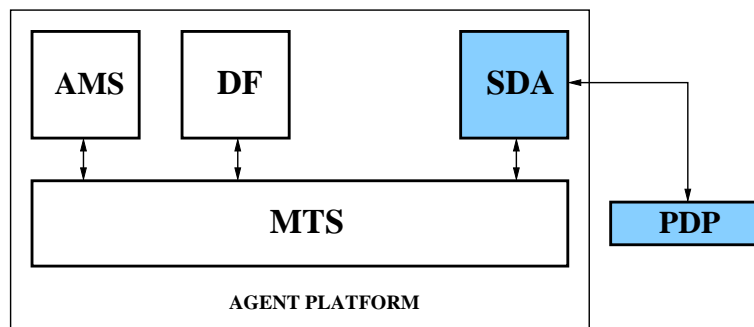 AMS
DF
SDA
MTS
PDP
AGENT PLATFORM